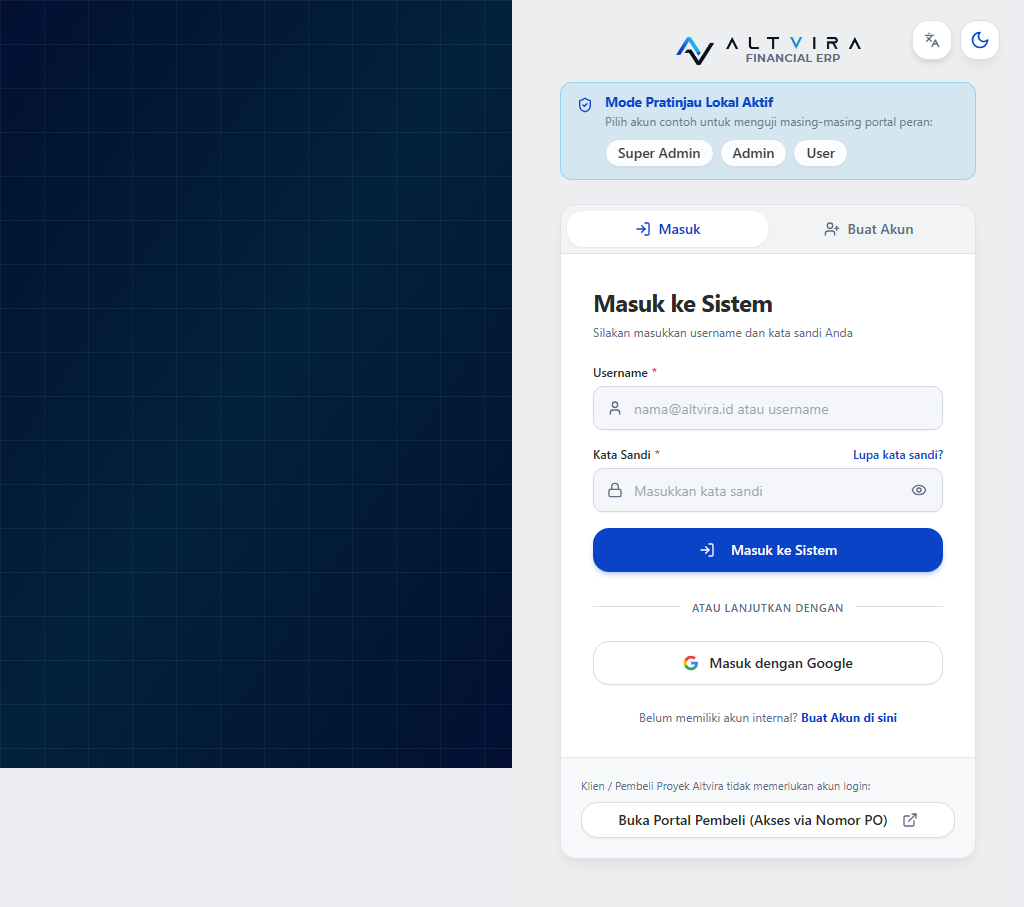 ALTVIRA
FINANCIAL ERP
Mode Pratinjau Lokal Aktif
Pilih akun contoh untuk menguji masing-masing portal peran:
Super Admin
Admin
User
Masuk
Buat Akun
Masuk ke Sistem
Silakan masukkan username dan kata sandi Anda
Username *
nama@altvira.id atau username
Kata Sandi *
Lupa kata sandi?
Masukkan kata sandi
Masuk ke Sistem
ATAU LANJUTKAN DENGAN
Masuk dengan Google
Belum memiliki akun internal? Buat Akun di sini
Klien / Pembeli Proyek Altvira tidak memerlukan akun login:
Buka Portal Pembeli (Akses via Nomor PO)